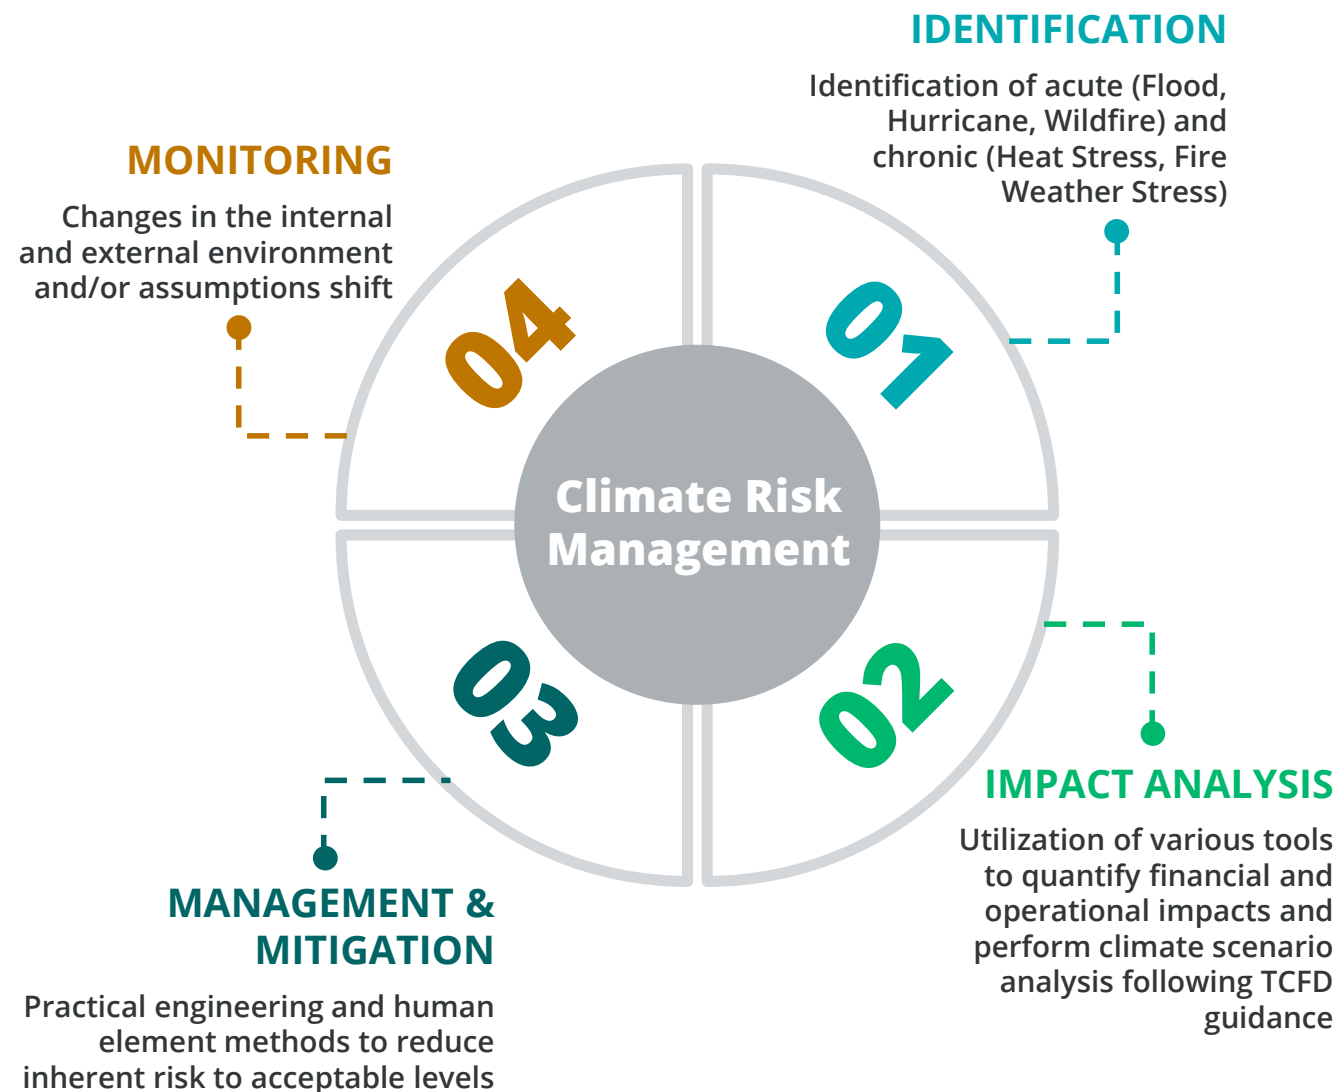 IDENTIFICATION
Identification of acute (Flood,
Hurricane, Wildfire) and
chronic (Heat Stress, Fire
Weather Stress)
MONITORING
Changes in the internal
and external environment
and/or assumptions shift
04
01
Climate Risk
Management
03
02
IMPACT ANALYSIS
Utilization of various tools
to quantify financial and
operational impacts and
perform climate scenario
analysis following TCFD
guidance
MANAGEMENT &
MITIGATION
Practical engineering and human
element methods to reduce
inherent risk to acceptable levels